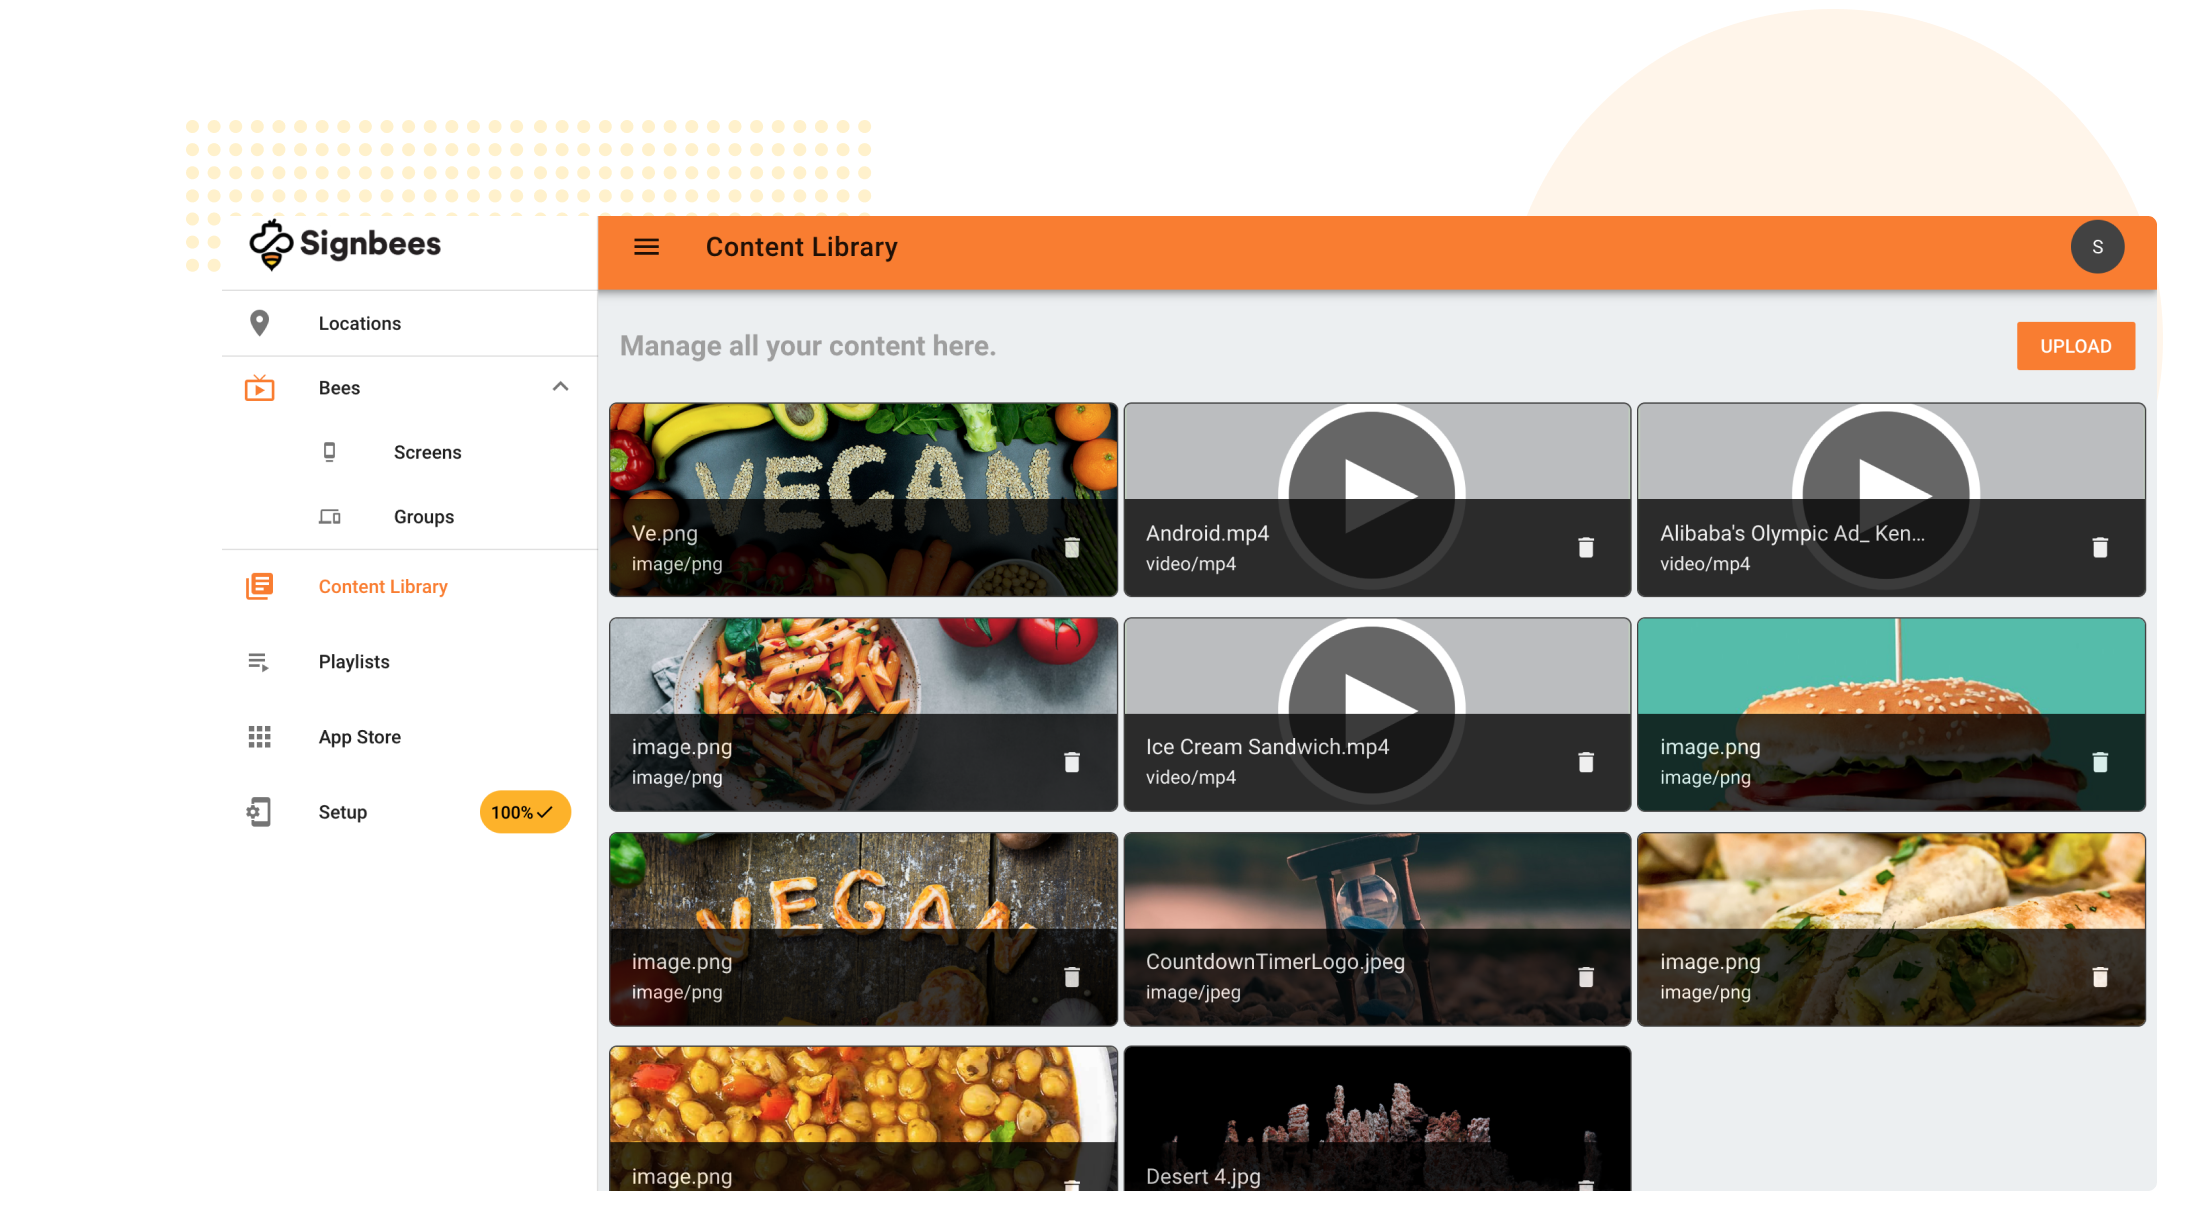 Signbees
Content Library
S
Locations
Bees
Screens
Groups
Content Library
Playlists
App Store
Setup
100%
Manage all your content here.
UPLOAD
VEGAN
Ve.png
image/png
Android.mp4
video/mp4
Alibaba's Olympic Ad_ Ken...
video/mp4
image.png
image/png
Ice Cream Sandwich.mp4
video/mp4
image.png
image/png
VEGAN
image.png
image/png
CountdownTimerLogo.jpeg
image/jpeg
image.png
image/png
image.png
Desert 4.jpg